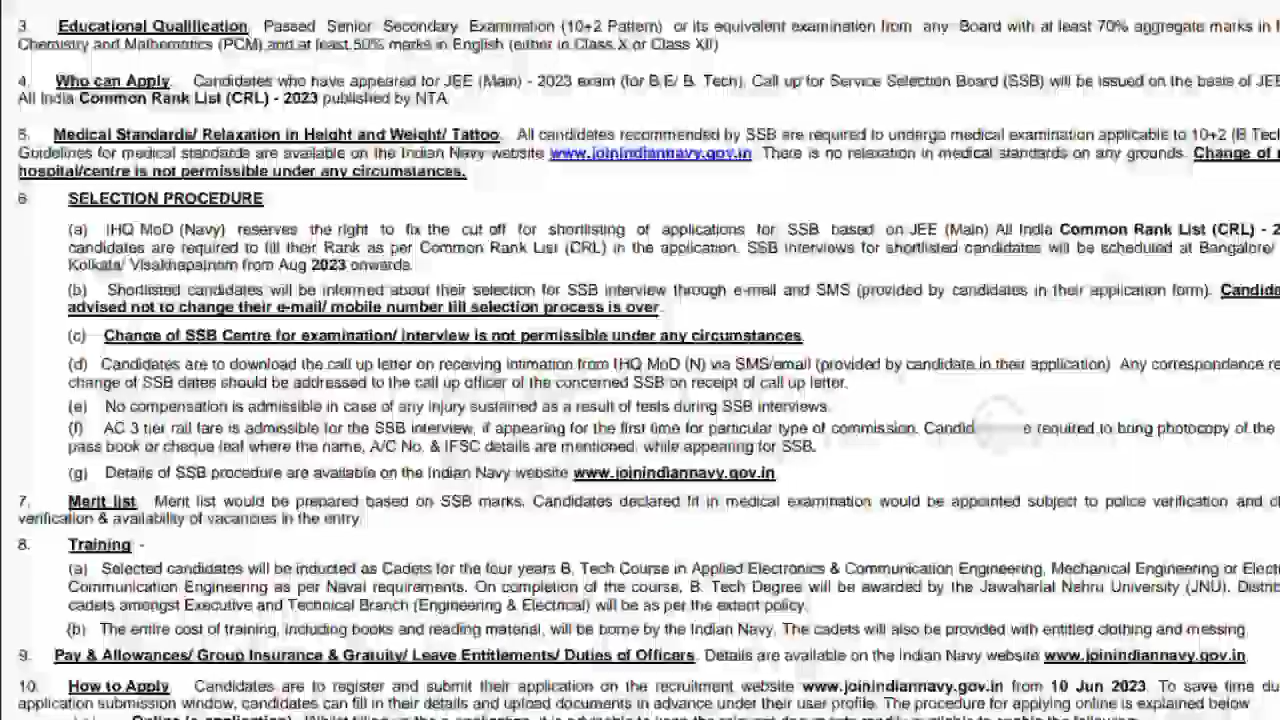 3. Educational Qualification. Passed Senior Secondary Examination (10+2 Pattern) or its equivalent examination from any Board with at least 70% aggregate marks in
Chemistry and Mathematics (PCM) and at least 50% marks in English (either in Class X or Class XII)
4. Who can Apply. Candidates who have appeared for JEE (Main) - 2023 exam (for B.E/ B. Tech). Call up for Service Selection Board (SSB) will be issued on the basis of JEE
All India Common Rank List (CRL) - 2023 published by NTA
5. Medical Standards/ Relaxation in Height and Weight/ Tattoo. All candidates recommended by SSB are required to undergo medical examination applicable to 10+2 (B Tec
Guidelines for medical standards are available on the Indian Navy website www.joinindiannavy.gov.in There is no relaxation in medical standards on any grounds. Change of
hospital/centre is not permissible under any circumstances.
6 SELECTION PROCEDURE
(a) IHQ MoD (Navy) reserves the right to fix the cut off for shortlisting of applications for SSB based on JEE (Main) All India Common Rank List (CRL) - 2
candidates are required to fill their Rank as per Common Rank List (CRL) in the application. SSB interviews for shortlisted candidates will be scheduled at Bangalore/
Kolkata/ Visakhapatnam from Aug 2023 onwards.
(b) Shortlisted candidates will be informed about their selection for SSB interview through e-mail and SMS (provided by candidates in their application form). Candida
advised not to change their e-mail/ mobile number till selection process is over.
(c) Change of SSB Centre for examination/ interview is not permissible under any circumstances.
(d) Candidates are to download the call up letter on receiving intimation from IHQ MoD (N) via SMS/email (provided by candidate in their application) Any correspondence re
change of SSB dates should be addressed to the call up officer of the concerned SSB on receipt of call up letter.
(e) No compensation is admissible in case of any injury sustained as a result of tests during SSB interviews.
(f) AC 3 tier rail fare is admissible for the SSB interview, if appearing for the first time for particular type of commission. Candid e required to bring photocopy of the
pass book or cheque leaf where the name, A/C No. & IFSC details are mentioned, while appearing for SSB.
(g) Details of SSB procedure are available on the Indian Navy website www.joinindiannavy.gov.in
7. Merit list Merit list would be prepared based on SSB marks. Candidates declared fit in medical examination would be appointed subject to police verification and c
verification & availability of vacancies in the entry.
8. Training -
(a) Selected candidates will be inducted as Cadets for the four years B. Tech Course in Applied Electronics & Communication Engineering, Mechanical Engineering or Elect
Communication Engineering as per Naval requirements. On completion of the course, B. Tech Degree will be awarded by the Jawaharlal Nehru University (JNU). Distrib
cadets amongst Executive and Technical Branch (Engineering & Electrical) will be as per the extent policy.
(b) The entire cost of training, including books and reading material, will be borne by the Indian Navy. The cadets will also be provided with entitled clothing and messing
9. Pay & Allowances/ Group Insurance & Gratuity/ Leave Entitlements/ Duties of Officers. Details are available on the Indian Navy website www.joinindiannavy.gov.in.
10. How to Apply Candidates are to register and submit their application on the recruitment website www.joinindiannavy.gov.in from 10 Jun 2023. To save time du
application submission window, candidates can fill in their details and upload documents in advance under their user profile. The procedure for applying online is explained below